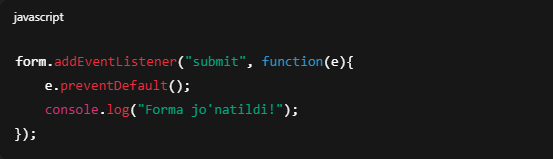 javascript
form.addEventListener("submit", function(e){
    e.preventDefault();
    console.log("Forma jo'natildi!");
});